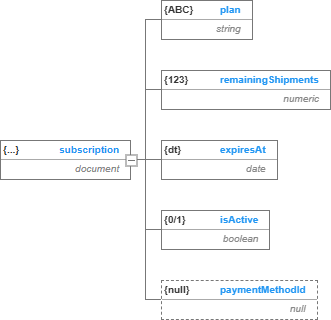 {ABC} plan
string
{123} remainingShipments
numeric
{...} subscription
document
{dt} expiresAt
date
{0/1} isActive
boolean
{null} paymentMethodId
null